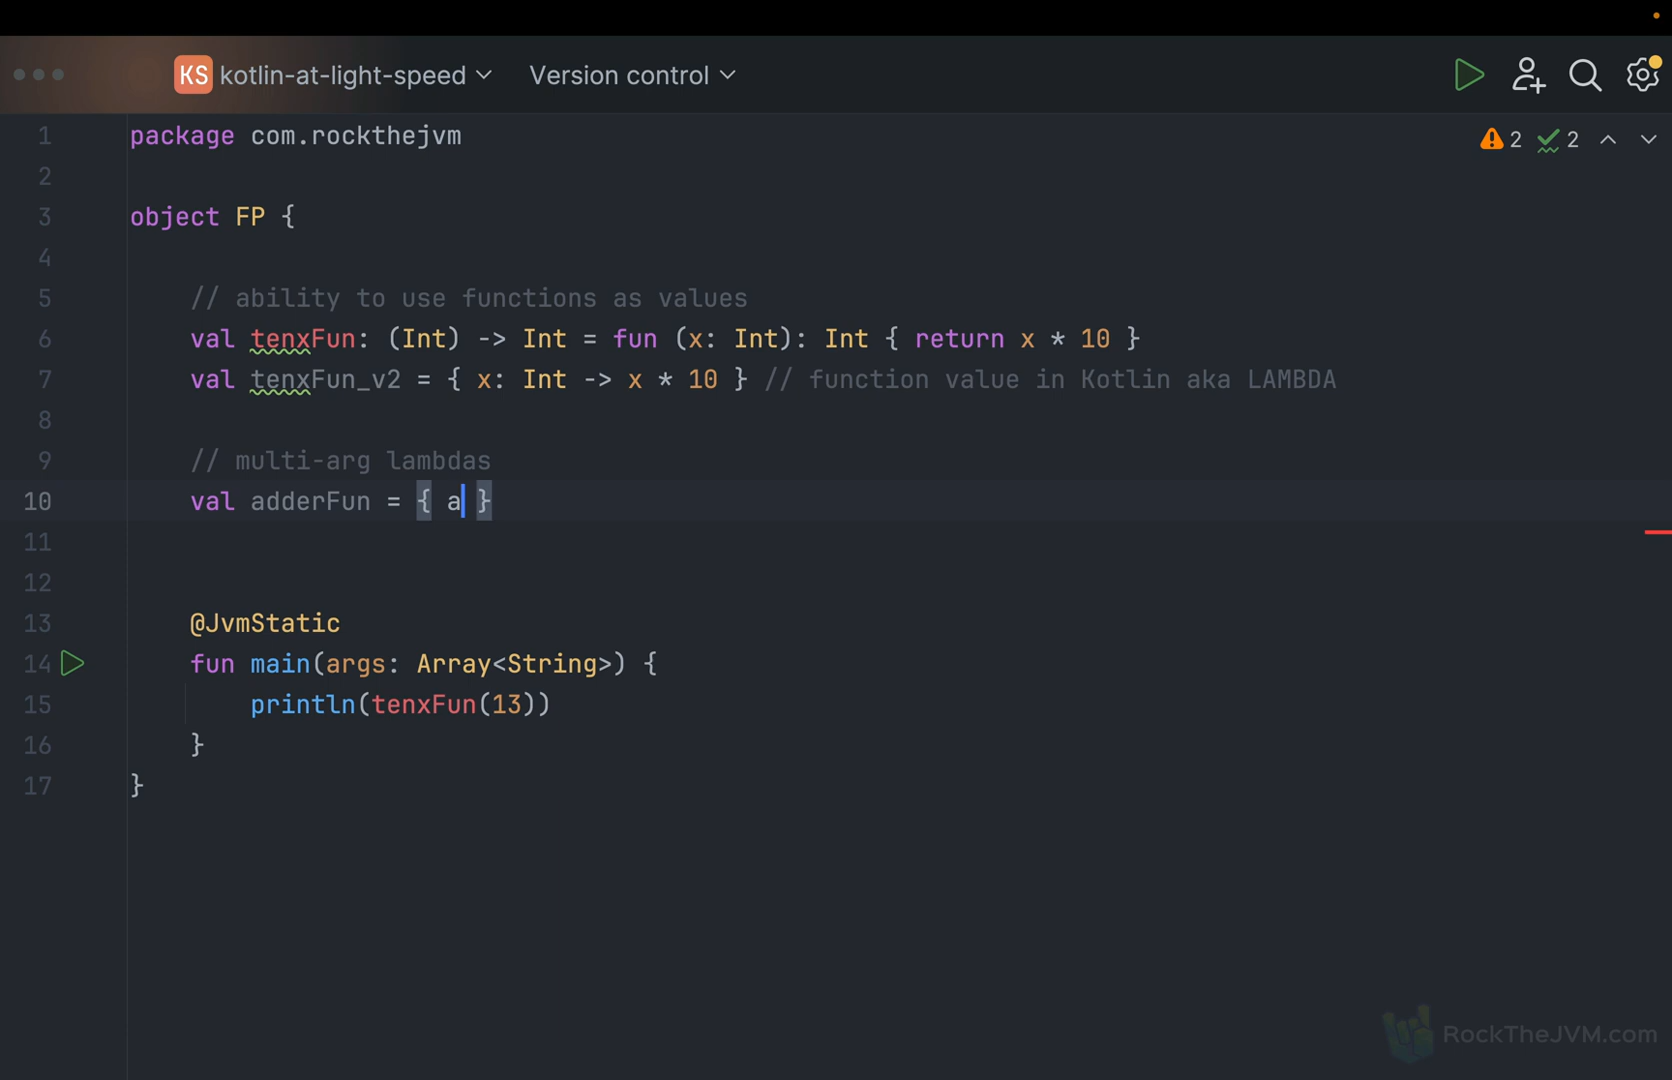 KS kotlin-at-light-speed Version control
1 package com.rockthejvm 2 2
2
3 object FP {
4
5 // ability to use functions as values
6 val tenxFun: (Int) -> Int = fun (x: Int): Int { return x * 10 }
7 val tenxFun_v2 = { x: Int -> x * 10 } // function value in Kotlin aka LAMBDA
8
9 // multi-arg lambdas
10 val adderFun = { a }
11
12
13 @JvmStatic
14 fun main(args: Array<String>) {
15 println(tenxFun(13))
16 }
17 }
RockTheJVM.com